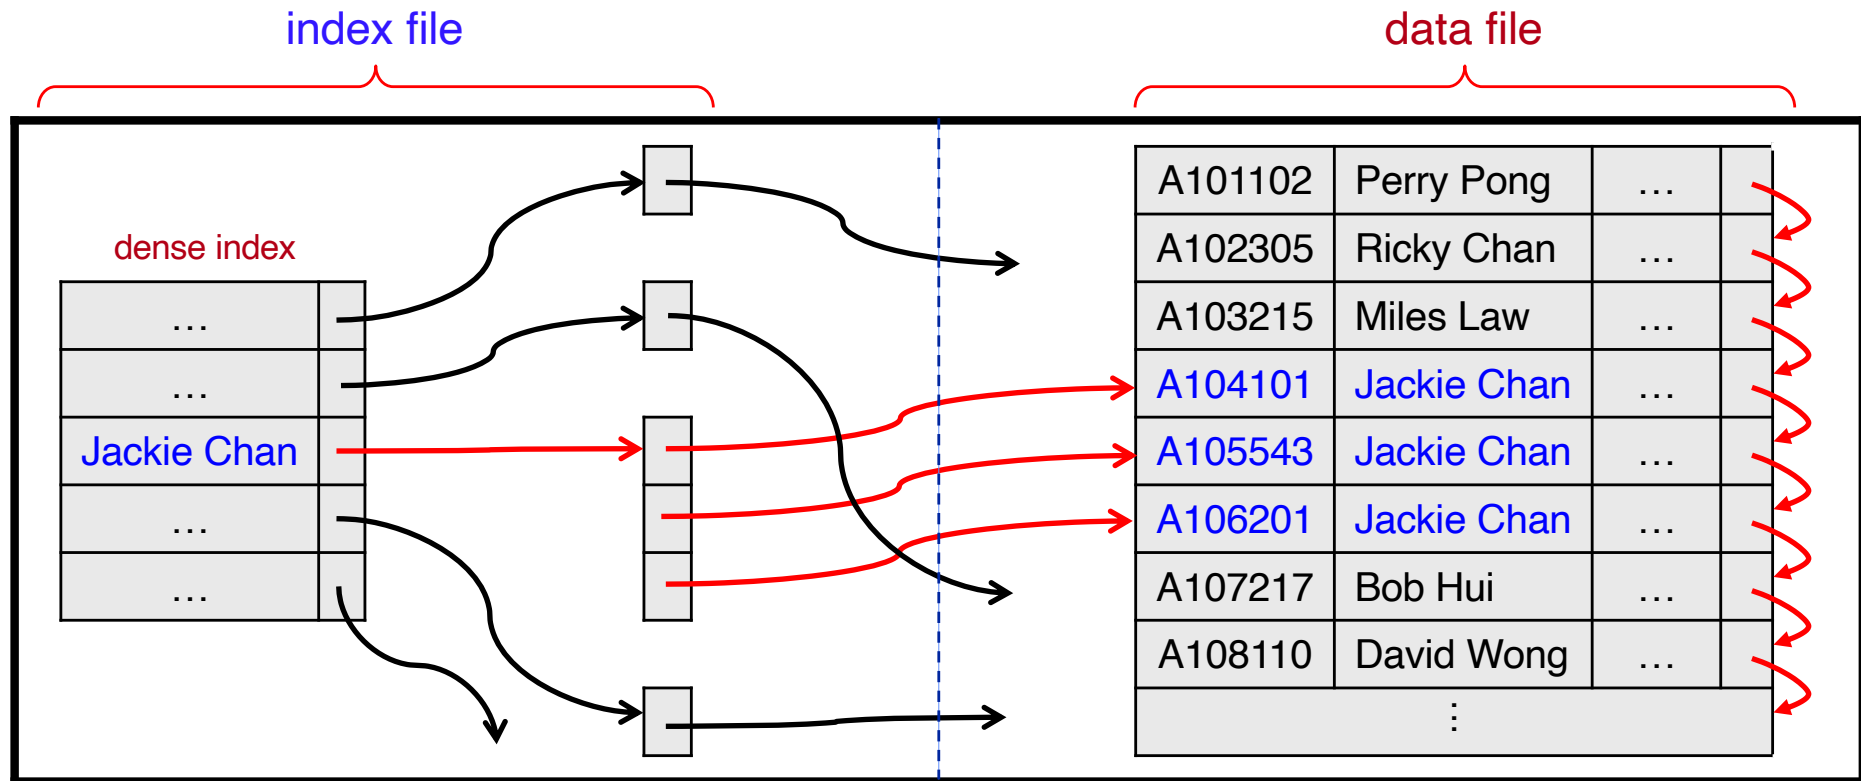 index file
data file
dense index
…
…
Jackie Chan
…
…
A101102 Perry Pong …
A102305 Ricky Chan …
A103215 Miles Law …
A104101 Jackie Chan …
A105543 Jackie Chan …
A106201 Jackie Chan …
A107217 Bob Hui …
A108110 David Wong …
⋮